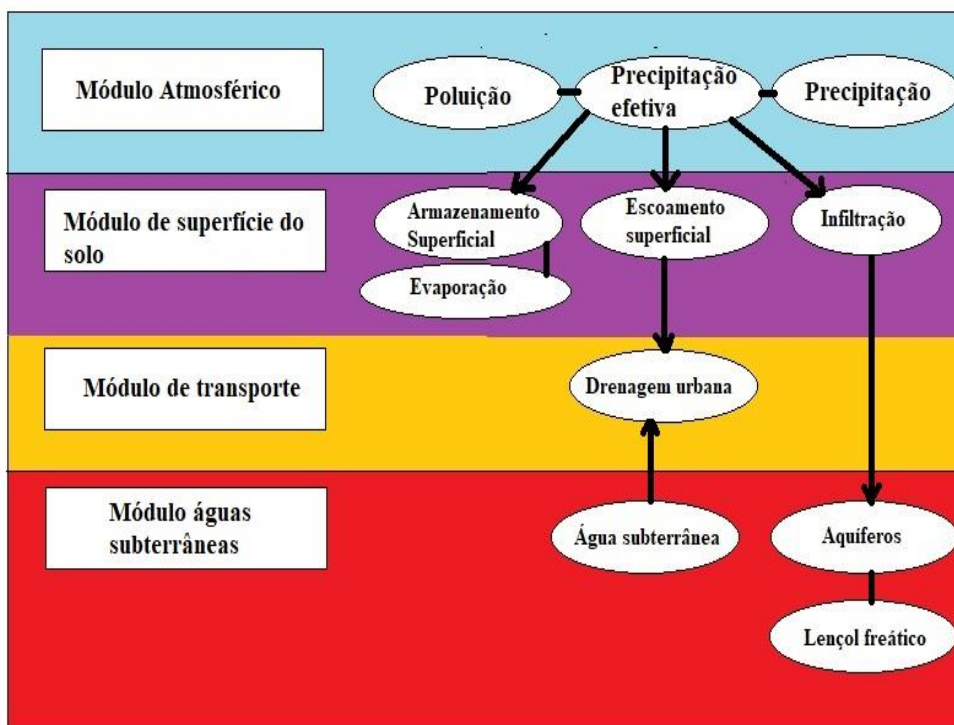 Módulo Atmosférico
Poluição
Precipitação
efetiva
Precipitação
Módulo de superfície do
solo
Armazenamento
Superficial
Escoamento
superficial
Infiltração
Evaporação
Módulo de transporte
Drenagem urbana
Módulo águas
subterrâneas
Água subterrânea
Aquíferos
Lençol freático